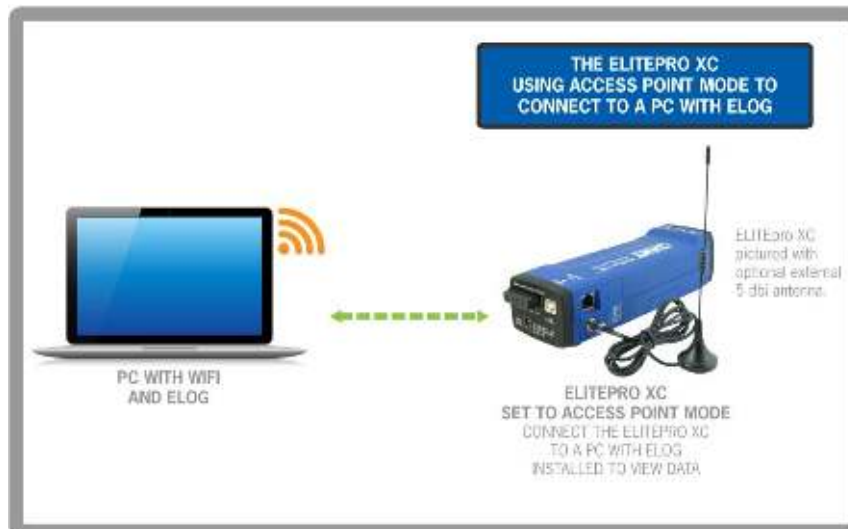 THE ELITEPRO XC
USING ACCESS POINT MODE TO
CONNECT TO A PC WITH ELOG
ELITEpro XC
pictured with
optional external
5 dbi antenna.
PC WITH WIFI
AND ELOG
ELITEPRO XC
SET TO ACCESS POINT MODE
CONNECT THE ELITEPRO XC
TO A PC WITH ELOG
INSTALLED TO VIEW DATA